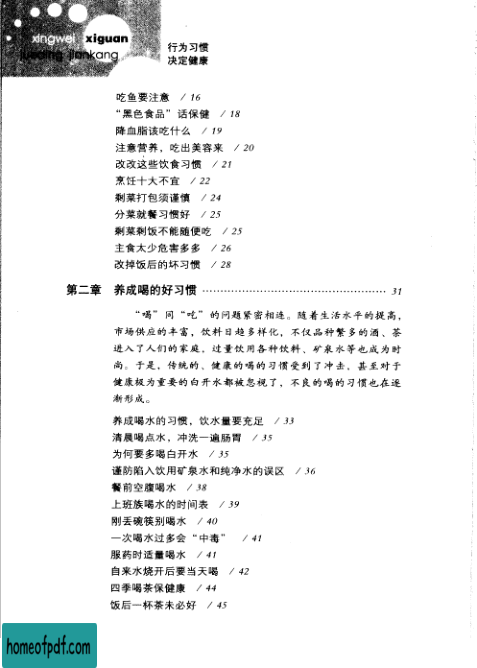 xingwei xiguan
jueding jiankang
行为习惯
决定健康
吃鱼要注意 / 16
“黑色食品”话保健 / 18
降血脂该吃什么 / 19
注意营养，吃出美容来 / 20
改改这些饮食习惯 / 21
烹饪十大不宜 / 22
剩菜打包须谨慎 / 24
分菜就餐习惯好 / 25
剩菜剩饭不能随便吃 / 25
主食太少危害多多 / 26
改掉饭后的坏习惯 / 28
第二章 养成喝的好习惯 …………………………………… 31
“喝”同“吃”的问题紧密相连。随着生活水平的提高，
市场供应的丰富，饮料日趋多样化，不仅品种繁多的酒、茶
进入了人们的家庭，过量饮用各种饮料、矿泉水等也成为时
尚。于是，传统的、健康的喝的习惯受到了冲击，甚至对于
健康极为重要的白开水都被忽视了，不良的喝的习惯也在逐
渐形成。
养成喝水的习惯，饮水量要充足 / 33
清晨喝点水，冲洗一遍肠胃 / 35
为何要多喝白开水 / 35
谨防陷入饮用矿泉水和纯净水的误区 / 36
餐前空腹喝水 / 38
上班族喝水的时间表 / 39
刚丢碗筷别喝水 / 40
一次喝水过多会“中毒” / 41
服药时适量喝水 / 41
自来水烧开后要当天喝 / 42
四季喝茶保健康 / 44
饭后一杯茶未必好 / 45
homeofpdf.com